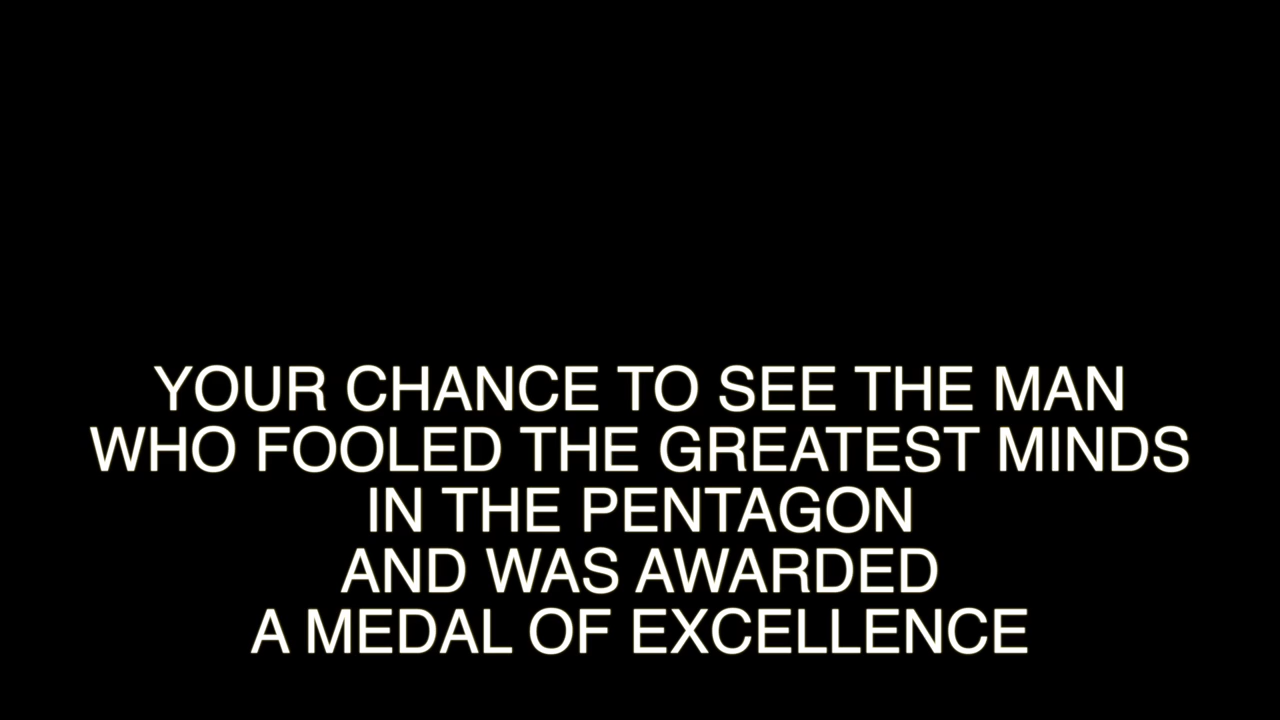 YOUR CHANCE TO SEE THE MAN
WHO FOOLED THE GREATEST MINDS
IN THE PENTAGON
AND WAS AWARDED
A MEDAL OF EXCELLENCE